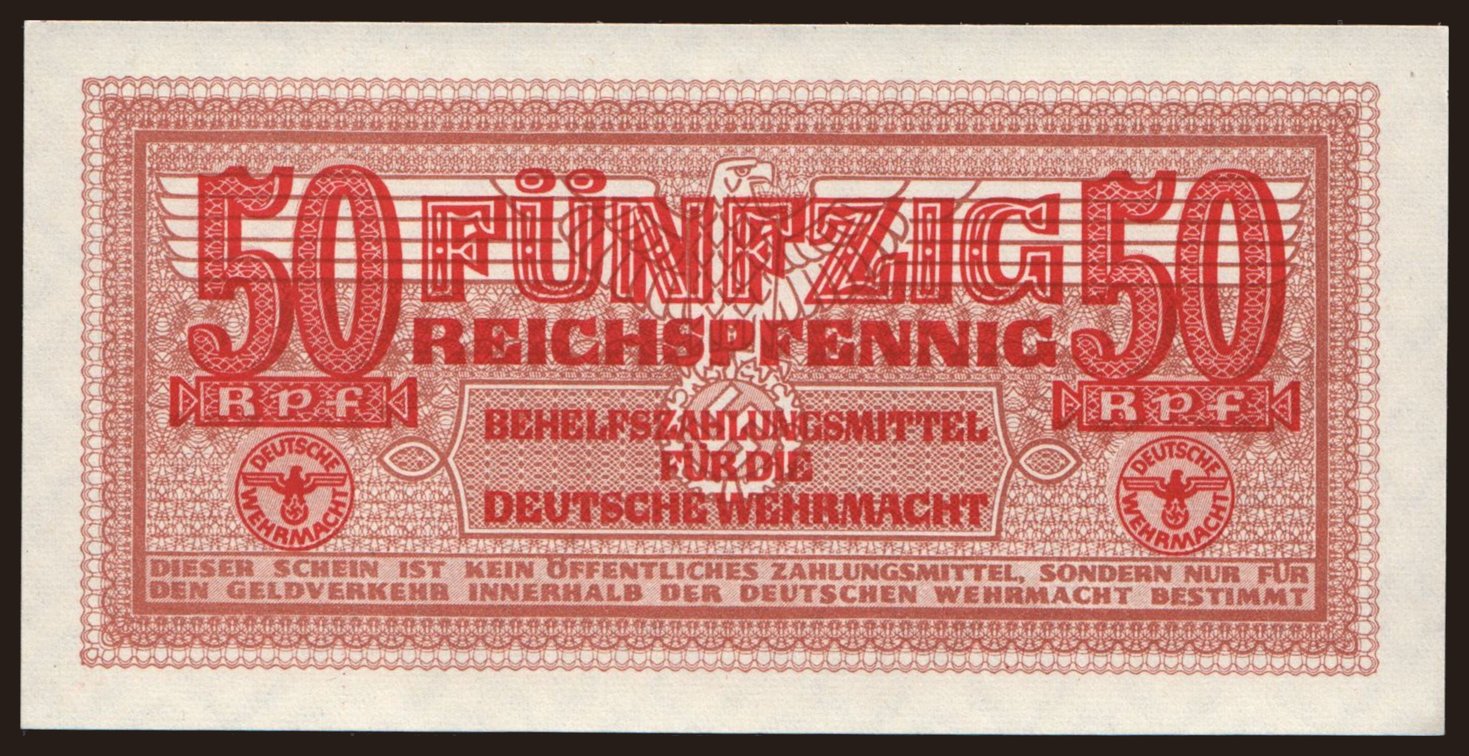 50 FÜNFZIG 50
REICHSPFENNIG
Rpf Rpf
BEHELFSZAHLUNGSMITTEL
FÜR DIE
DEUTSCHE WEHRMACHT
DEUTSCHE WEHRMACHT
DEUTSCHE WEHRMACHT
DIESER SCHEIN IST KEIN ÖFFENTLICHES ZAHLUNGSMITTEL, SONDERN NUR FÜR
DEN GELDVERKEHR INNERHALB DER DEUTSCHEN WEHRMACHT BESTIMMT